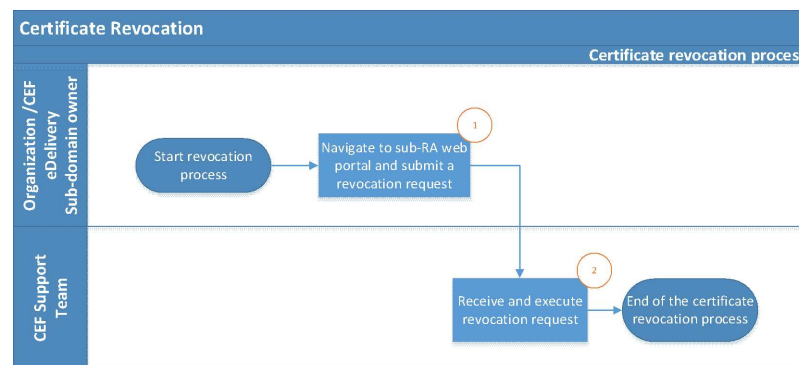 Certificate Revocation
Certificate revocation proces
Organization /CEF
eDelivery
Sub-domain owner
Start revocation
process
1
Navigate to sub-RA web
portal and submit a
revocation request
CEF Support
Team
2
Receive and execute
revocation request
End of the certificate
revocation process